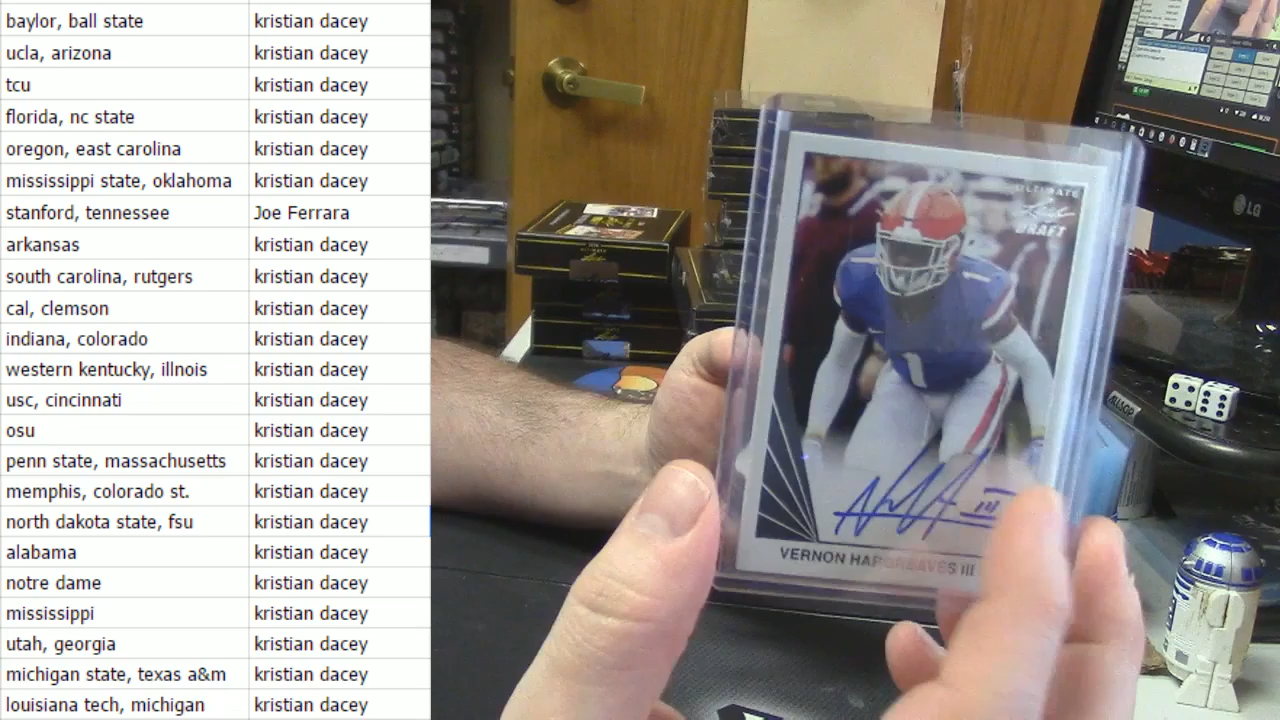 baylor, ball state kristian dacey
ucla, arizona kristian dacey
tcu kristian dacey
florida, nc state kristian dacey
oregon, east carolina kristian dacey
mississippi state, oklahoma kristian dacey
stanford, tennessee Joe Ferrara
arkansas kristian dacey
south carolina, rutgers kristian dacey
cal, clemson kristian dacey
indiana, colorado kristian dacey
western kentucky, illnois kristian dacey
usc, cincinnati kristian dacey
osu kristian dacey
penn state, massachusetts kristian dacey
memphis, colorado st. kristian dacey
north dakota state, fsu kristian dacey
alabama kristian dacey
notre dame kristian dacey
mississippi kristian dacey
utah, georgia kristian dacey
michigan state, texas a&m kristian dacey
louisiana tech, michigan kristian dacey
ULTIMATE
Leaf
DRAFT
1
1
III
VERNON HARGREAVES III
LG
ALLSOP